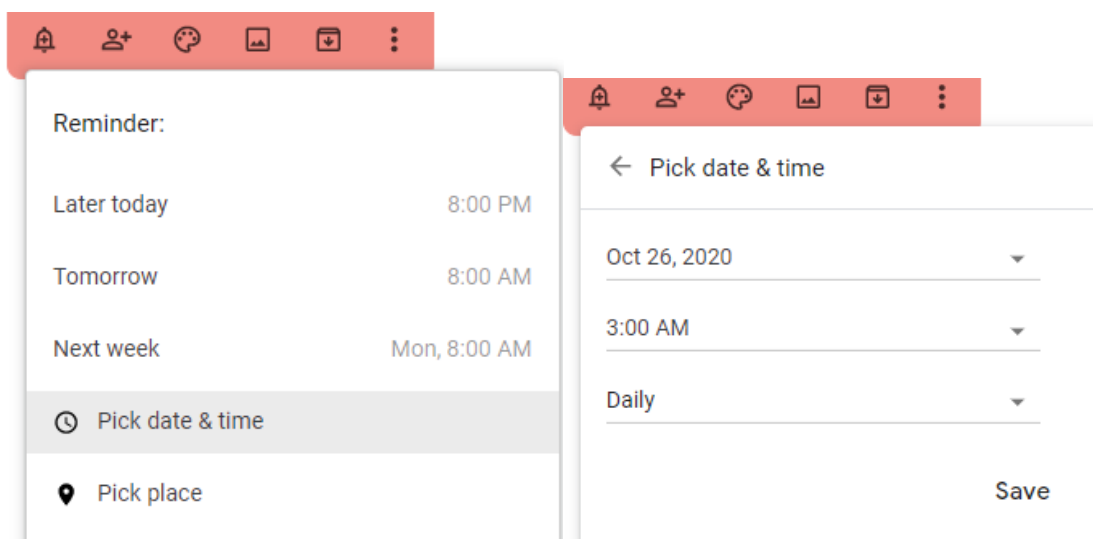 Reminder:
Later today 8:00 PM
Tomorrow 8:00 AM
Next week Mon, 8:00 AM
Pick date & time
Pick place
Pick date & time
Oct 26, 2020
3:00 AM
Daily
Save